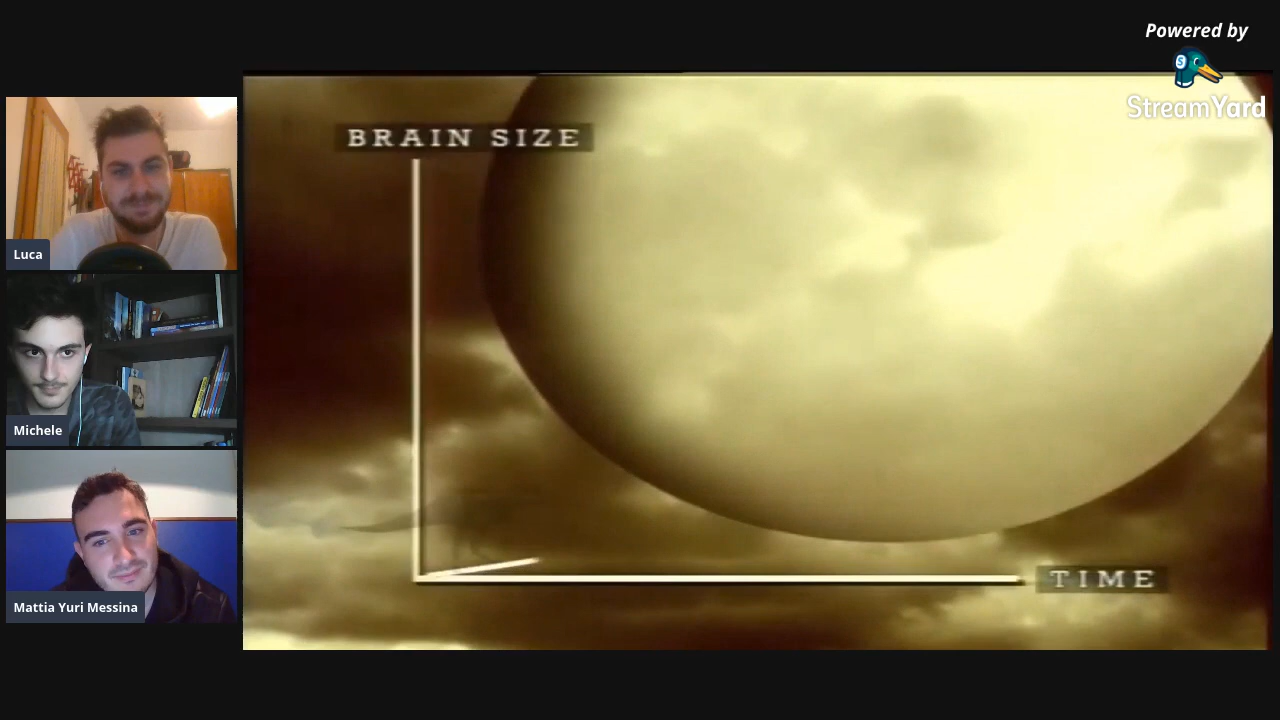 Powered by
StreamYard
BRAIN SIZE
TIME
Luca
Michele
Mattia Yuri Messina